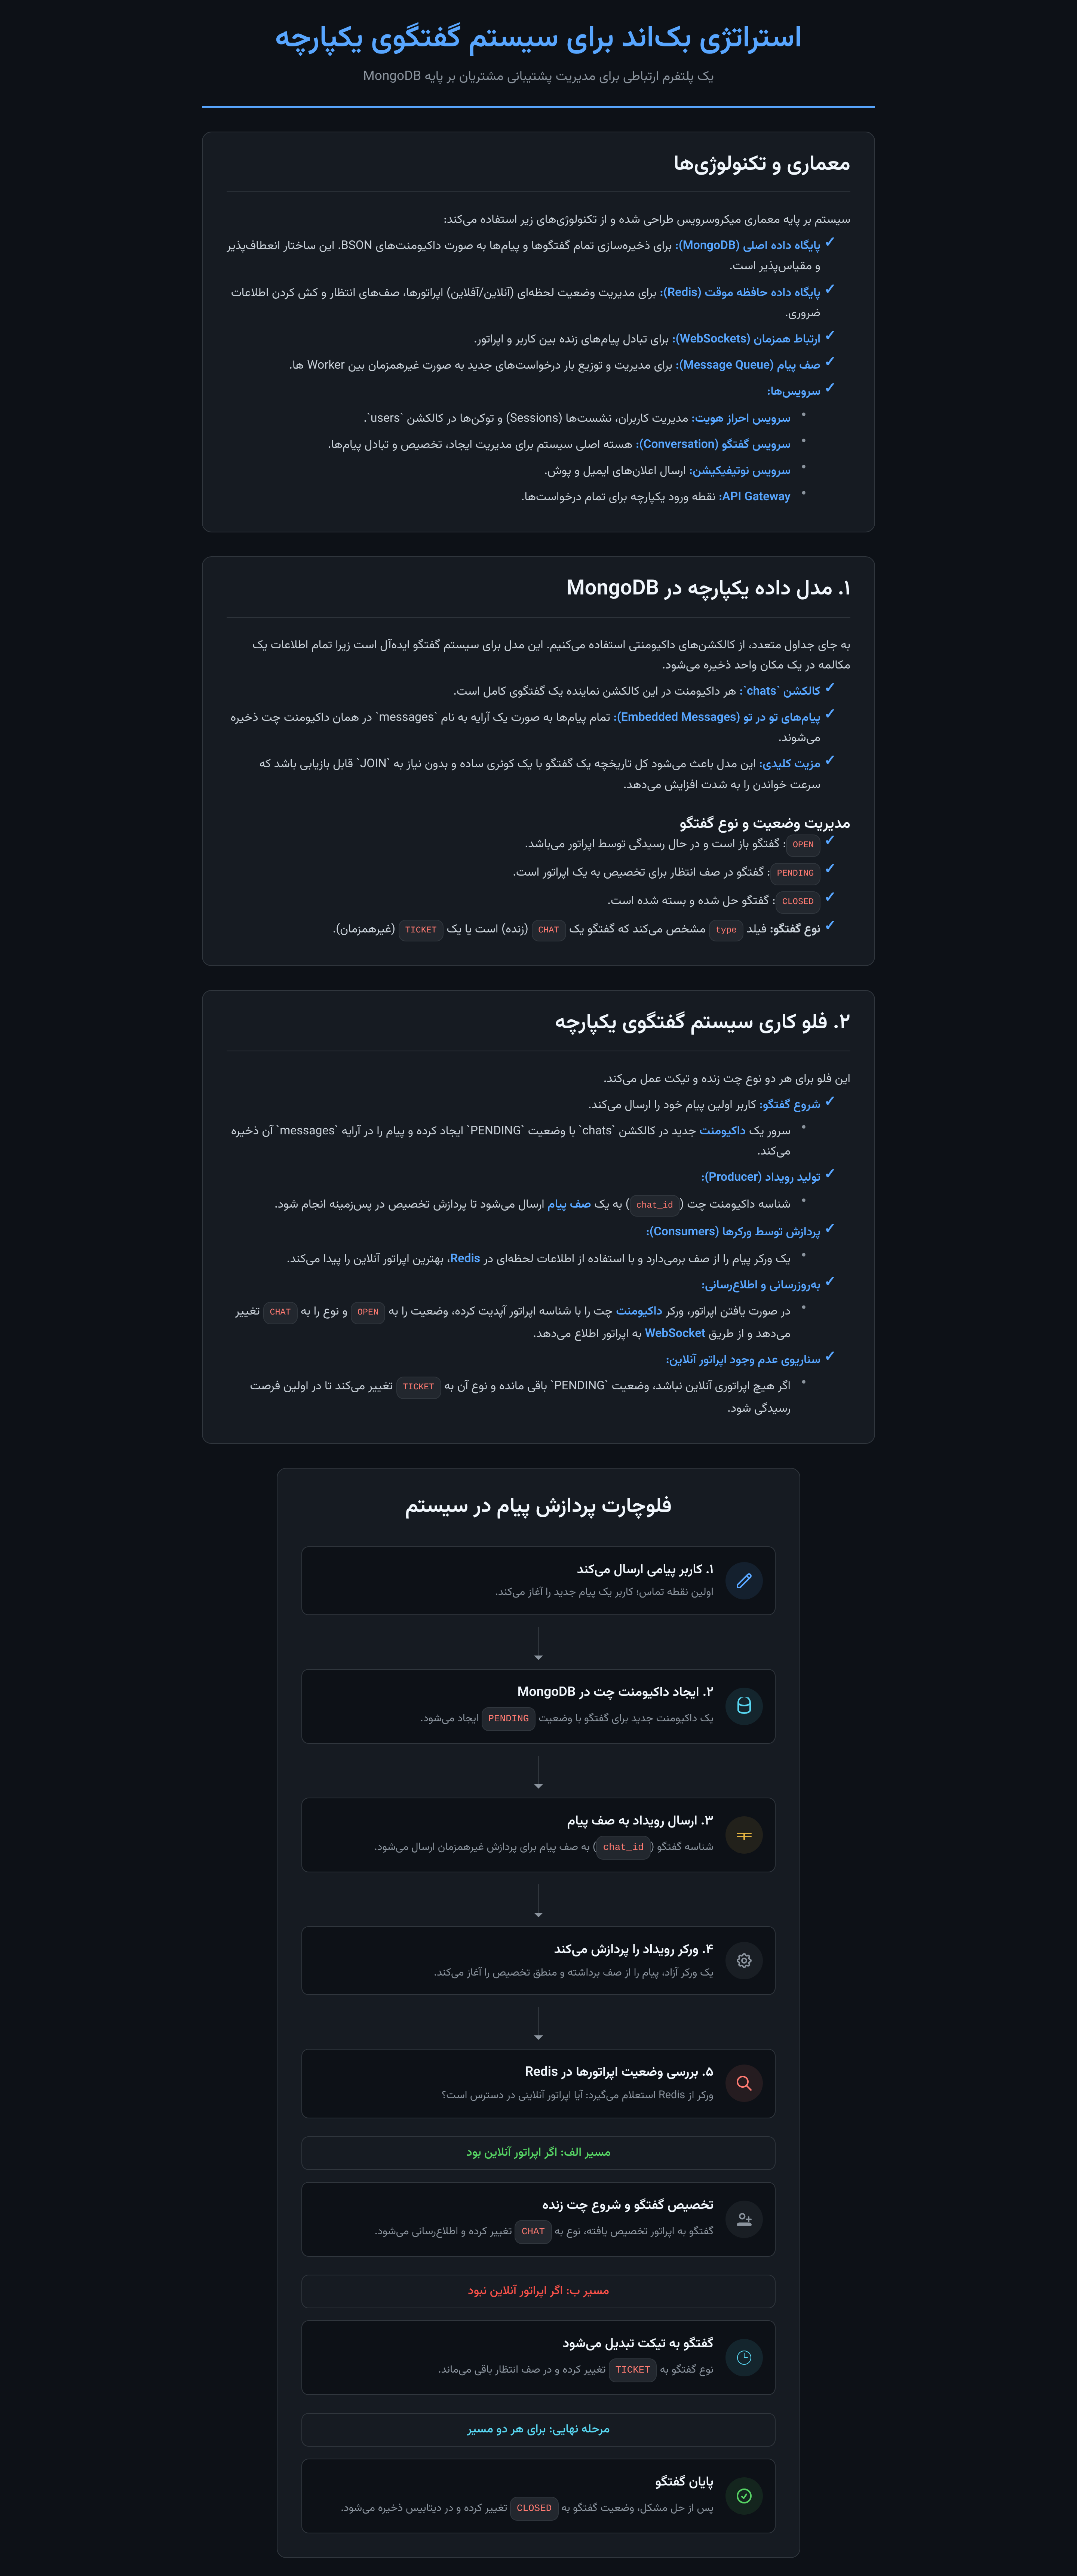 استراتژی بک‌اند برای سیستم گفتگوی یکپارچه
یک پلتفرم ارتباطی برای مدیریت پشتیبانی مشتریان بر پایه MongoDB
معماری و تکنولوژی‌ها
سیستم بر پایه معماری میکروسرویس طراحی شده و از تکنولوژی‌های زیر استفاده می‌کند:
✓ پایگاه داده اصلی (MongoDB): برای ذخیره‌سازی تمام گفتگوها و پیام‌ها به صورت داکیومنت‌های BSON. این ساختار انعطاف‌پذیر
و مقیاس‌پذیر است.
✓ پایگاه داده حافظه موقت (Redis): برای مدیریت وضعیت لحظه‌ای (آنلاین/آفلاین) اپراتورها، صف‌های انتظار و کش کردن اطلاعات
ضروری.
✓ ارتباط همزمان (WebSockets): برای تبادل پیام‌های زنده بین کاربر و اپراتور.
✓ صف پیام (Message Queue): برای مدیریت و توزیع بار درخواست‌های جدید به صورت غیرهمزمان بین Worker ها.
✓ سرویس‌ها:
* سرویس احراز هویت: مدیریت کاربران، نشست‌ها (Sessions) و توکن‌ها در کالکشن `users`.
* سرویس گفتگو (Conversation): هسته اصلی سیستم برای مدیریت ایجاد، تخصیص و تبادل پیام‌ها.
* سرویس نوتیفیکیشن: ارسال اعلان‌های ایمیل و پوش.
* API Gateway: نقطه ورود یکپارچه برای تمام درخواست‌ها.
۱. مدل داده یکپارچه در MongoDB
به جای جداول متعدد، از کالکشن‌های داکیومنتی استفاده می‌کنیم. این مدل برای سیستم گفتگو ایده‌آل است زیرا تمام اطلاعات یک
مکالمه در یک مکان واحد ذخیره می‌شود.
✓ کالکشن `chats`: هر داکیومنت در این کالکشن نماینده یک گفتگوی کامل است.
✓ پیام‌های تو در تو (Embedded Messages): تمام پیام‌ها به صورت یک آرایه به نام `messages` در همان داکیومنت چت ذخیره
می‌شوند.
✓ مزیت کلیدی: این مدل باعث می‌شود کل تاریخچه یک گفتگو با یک کوئری ساده و بدون نیاز به `JOIN` قابل بازیابی باشد که
سرعت خواندن را به شدت افزایش می‌دهد.
مدیریت وضعیت و نوع گفتگو
✓ OPEN: گفتگو باز است و در حال رسیدگی توسط اپراتور می‌باشد.
✓ PENDING: گفتگو در صف انتظار برای تخصیص به یک اپراتور است.
✓ CLOSED: گفتگو حل شده و بسته شده است.
✓ نوع گفتگو: فیلد type مشخص می‌کند که گفتگو یک CHAT (زنده) است یا یک TICKET (غیرهمزمان).
۲. فلو کاری سیستم گفتگوی یکپارچه
این فلو برای هر دو نوع چت زنده و تیکت عمل می‌کند.
✓ شروع گفتگو: کاربر اولین پیام خود را ارسال می‌کند.
* سرور یک داکیومنت جدید در کالکشن `chats` با وضعیت `PENDING` ایجاد کرده و پیام را در آرایه `messages` آن ذخیره
می‌کند.
✓ تولید رویداد (Producer):
* شناسه داکیومنت چت (chat_id) به یک صف پیام ارسال می‌شود تا پردازش تخصیص در پس‌زمینه انجام شود.
✓ پردازش توسط ورکرها (Consumers):
* یک ورکر پیام را از صف برمی‌دارد و با استفاده از اطلاعات لحظه‌ای در Redis، بهترین اپراتور آنلاین را پیدا می‌کند.
✓ به‌روزرسانی و اطلاع‌رسانی:
* در صورت یافتن اپراتور، ورکر داکیومنت چت را با شناسه اپراتور آپدیت کرده، وضعیت را به OPEN و نوع را به CHAT تغییر
می‌دهد و از طریق WebSocket به اپراتور اطلاع می‌دهد.
✓ سناریوی عدم وجود اپراتور آنلاین:
* اگر هیچ اپراتوری آنلاین نباشد، وضعیت `PENDING` باقی مانده و نوع آن به TICKET تغییر می‌کند تا در اولین فرصت
رسیدگی شود.
فلوچارت پردازش پیام در سیستم
۱. کاربر پیامی ارسال می‌کند
اولین نقطه تماس؛ کاربر یک پیام جدید را آغاز می‌کند.
۲. ایجاد داکیومنت چت در MongoDB
یک داکیومنت جدید برای گفتگو با وضعیت PENDING ایجاد می‌شود.
۳. ارسال رویداد به صف پیام
شناسه گفتگو (chat_id) به صف پیام برای پردازش غیرهمزمان ارسال می‌شود.
۴. ورکر رویداد را پردازش می‌کند
یک ورکر آزاد، پیام را از صف برداشته و منطق تخصیص را آغاز می‌کند.
۵. بررسی وضعیت اپراتورها در Redis
ورکر از Redis استعلام می‌گیرد: آیا اپراتور آنلاینی در دسترس است؟
مسیر الف: اگر اپراتور آنلاین بود
تخصیص گفتگو و شروع چت زنده
گفتگو به اپراتور تخصیص یافته، نوع به CHAT تغییر کرده و اطلاع‌رسانی می‌شود.
مسیر ب: اگر اپراتور آنلاین نبود
گفتگو به تیکت تبدیل می‌شود
نوع گفتگو به TICKET تغییر کرده و در صف انتظار باقی می‌ماند.
مرحله نهایی: برای هر دو مسیر
پایان گفتگو
پس از حل مشکل، وضعیت گفتگو به CLOSED تغییر کرده و در دیتابیس ذخیره می‌شود.